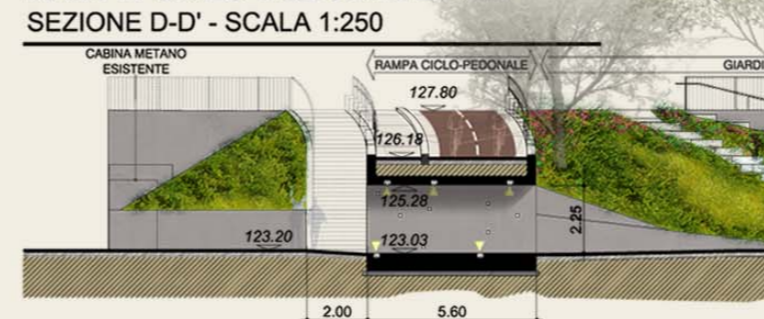 SEZIONE D-D' - SCALA 1:250
CABINA METANO
ESISTENTE
RAMPA CICLO-PEDONALE
GIARDI
127.80
126.18
125.28
2.25
123.20
123.03
2.00
5.60